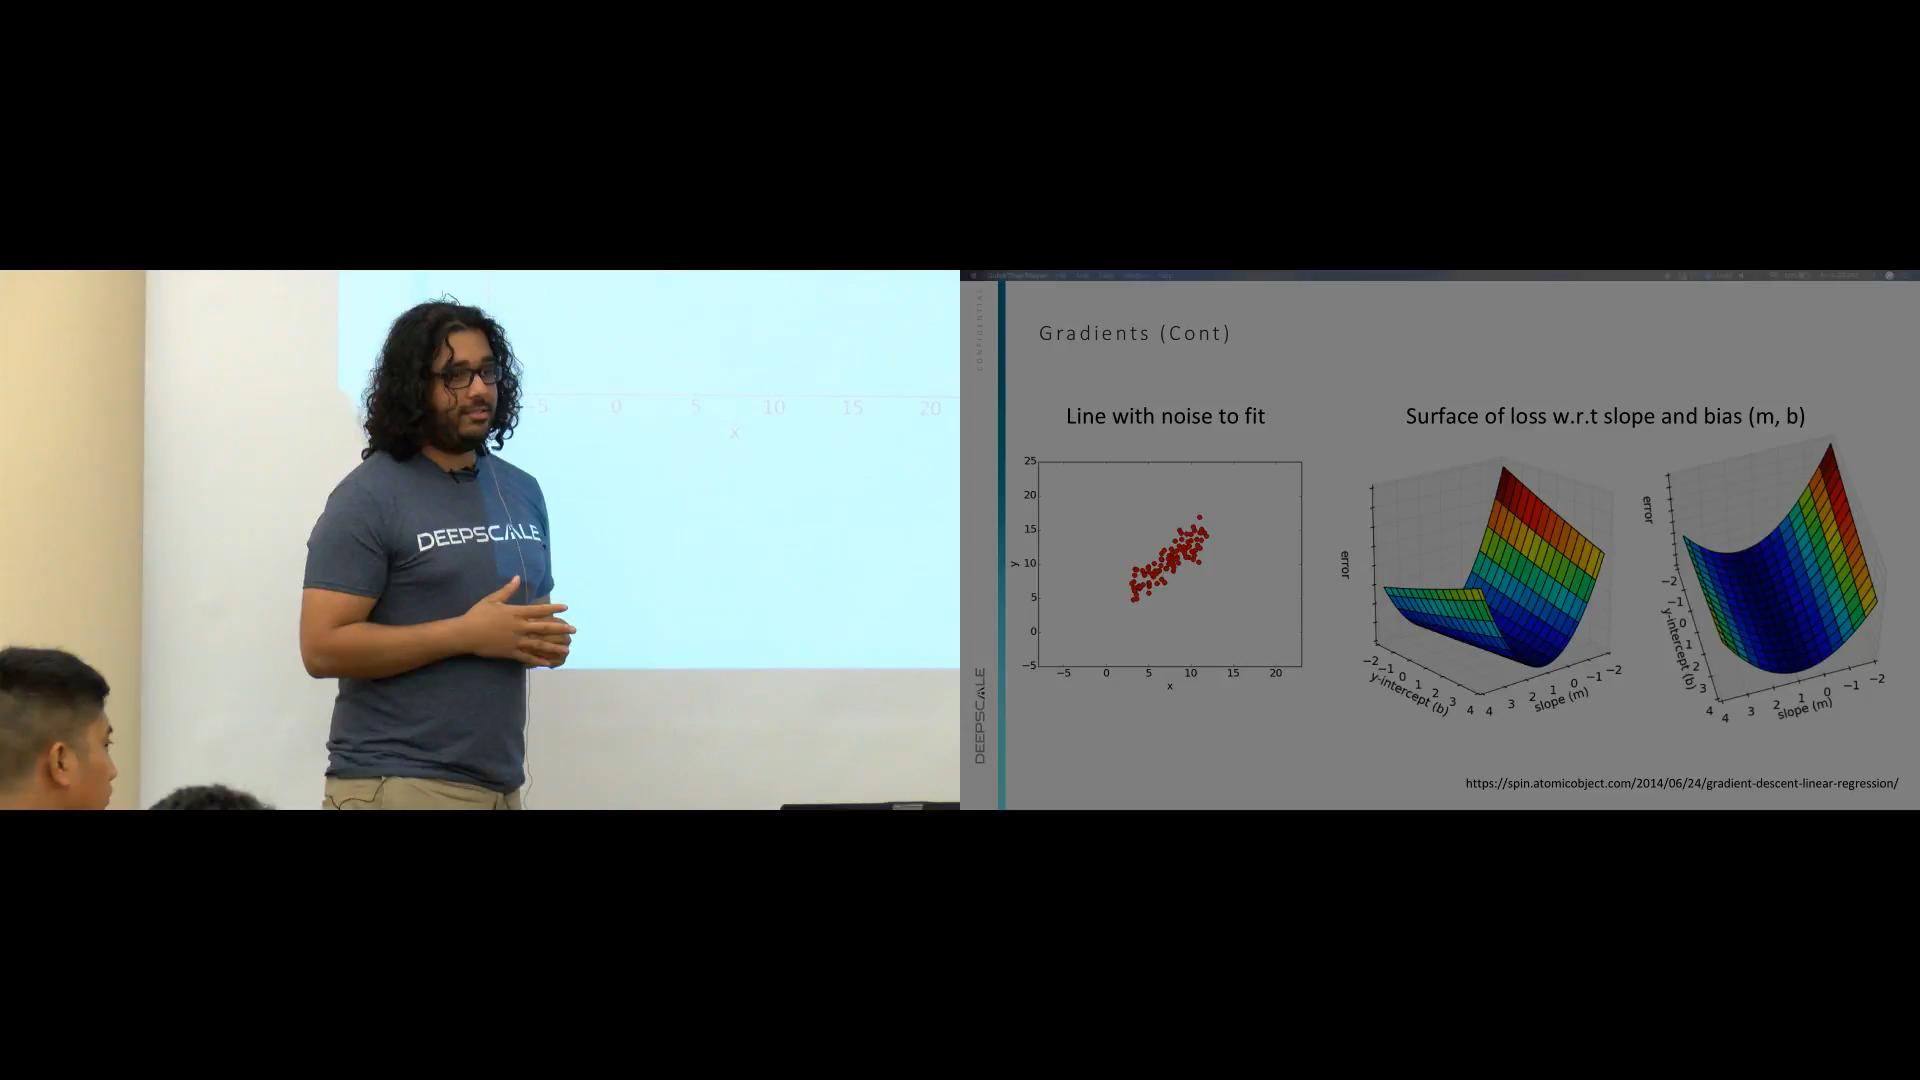 DEEPSCALE
-5 0 5 10 15 20
x
CONFIDENTIAL
DEEPSCALE
Gradients (Cont)
Line with noise to fit
25
20
15
10
5
0
−5
y
−5 0 5 10 15 20
x
Surface of loss w.r.t slope and bias (m, b)
error
−2 −1 0 1 2 3 4
y-intercept (b)
4 3 2 1 0 −1 −2
slope (m)
error
−2 −1 0 1 2 3 4
y-intercept (b)
4 3 2 1 0 −1 −2
slope (m)
https://spin.atomicobject.com/2014/06/24/gradient-descent-linear-regression/